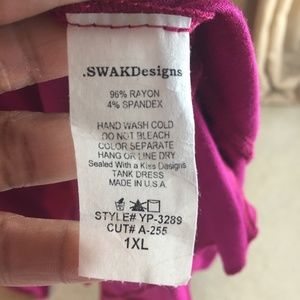 .SWAKDesigns
96% RAYON
4% SPANDEX
HAND WASH COLD
DO NOT BLEACH
COLOR SEPARATE
HANG OR LINE DRY
Sealed With a Kiss Designs
TANK DRESS
MADE IN U.S.A.
STYLE# YP-3289
CUT# A-255
1XL